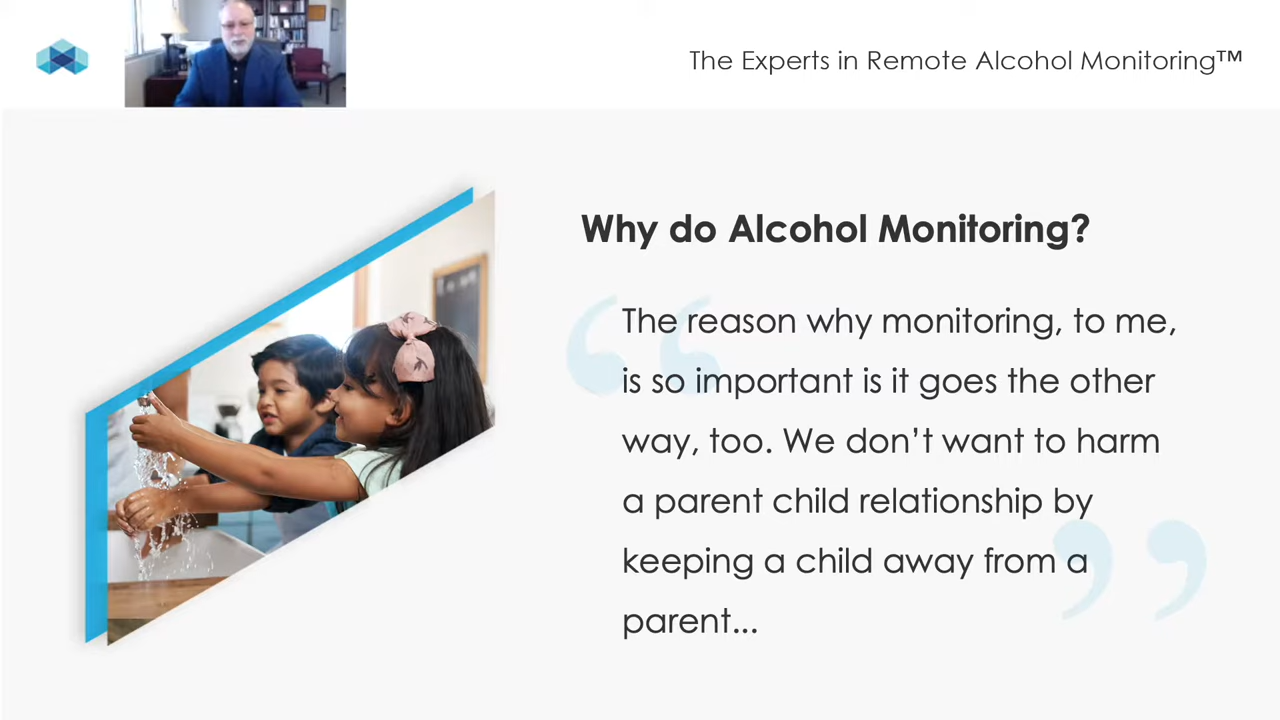 The Experts in Remote Alcohol Monitoring™
Why do Alcohol Monitoring?
“
The reason why monitoring, to me,
is so important is it goes the other
way, too. We don’t want to harm
a parent child relationship by
keeping a child away from a
parent...
”